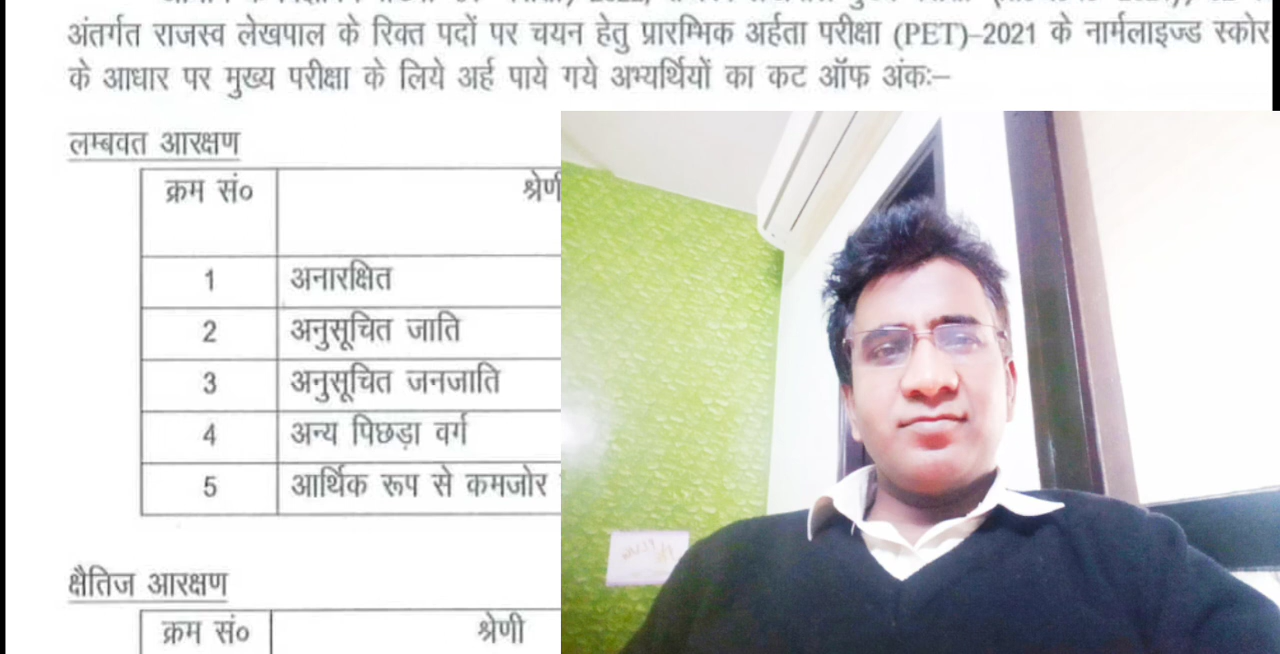 अंतर्गत राजस्व लेखपाल के रिक्त पदों पर चयन हेतु प्रारम्भिक अर्हता परीक्षा (PET)–2021 के नार्मलाइज्ड स्कोर
के आधार पर मुख्य परीक्षा के लिये अर्ह पाये गये अभ्यर्थियों का कट ऑफ अंकः–
लम्बवत आरक्षण
क्रम सं० श्रेणी
1 अनारक्षित
2 अनुसूचित जाति
3 अनुसूचित जनजाति
4 अन्य पिछड़ा वर्ग
5 आर्थिक रूप से कमजोर
क्षैतिज आरक्षण
क्रम सं० श्रेणी